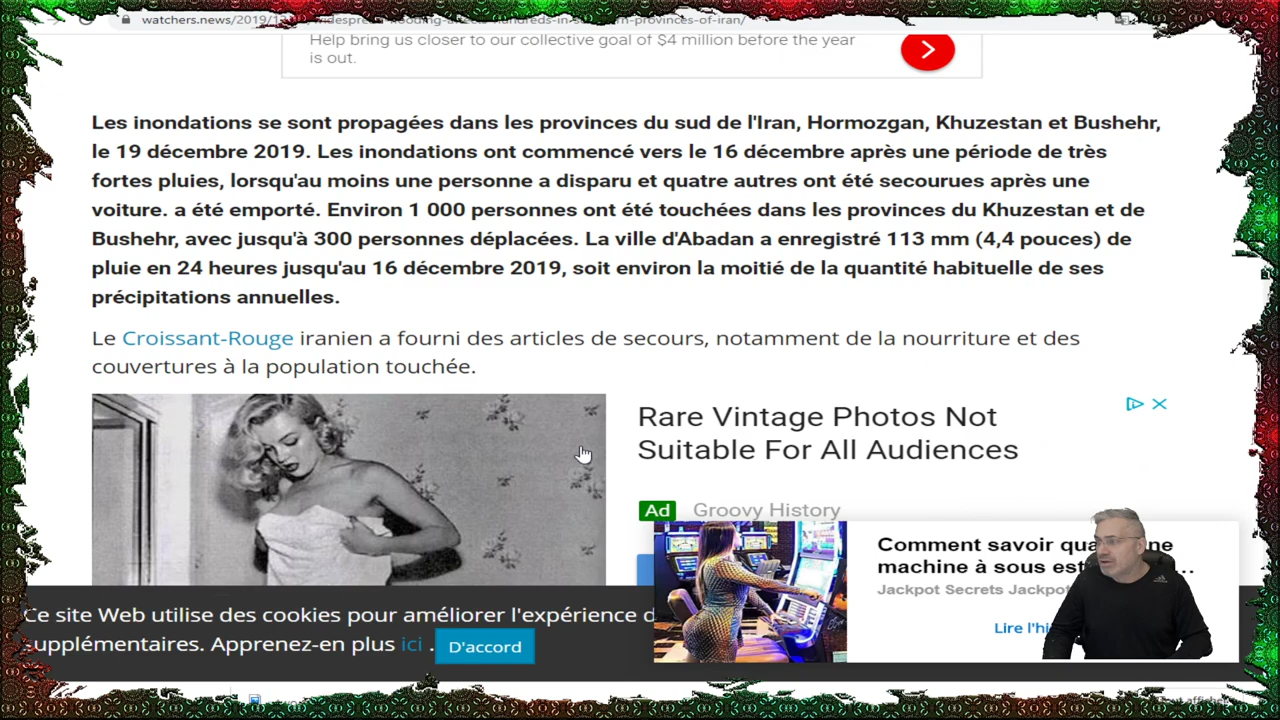 watchers.news/2019/12
Help bring us closer to our collective goal of $4 million before the year
is out.
Les inondations se sont propagées dans les provinces du sud de l'Iran, Hormozgan, Khuzestan et Bushehr,
le 19 décembre 2019. Les inondations ont commencé vers le 16 décembre après une période de très
fortes pluies, lorsqu'au moins une personne a disparu et quatre autres ont été secourues après une
voiture. a été emporté. Environ 1 000 personnes ont été touchées dans les provinces du Khuzestan et de
Bushehr, avec jusqu'à 300 personnes déplacées. La ville d'Abadan a enregistré 113 mm (4,4 pouces) de
pluie en 24 heures jusqu'au 16 décembre 2019, soit environ la moitié de la quantité habituelle de ses
précipitations annuelles.
Le Croissant-Rouge iranien a fourni des articles de secours, notamment de la nourriture et des
couvertures à la population touchée.
Rare Vintage Photos Not
Suitable For All Audiences
Ad Groovy History
Comment savoir
machine à sous
Jackpot Secrets Jackpot
Lire
Ce site Web utilise des cookies pour améliorer l'expérience
supplémentaires. Apprenez-en plus ici .
D'accord